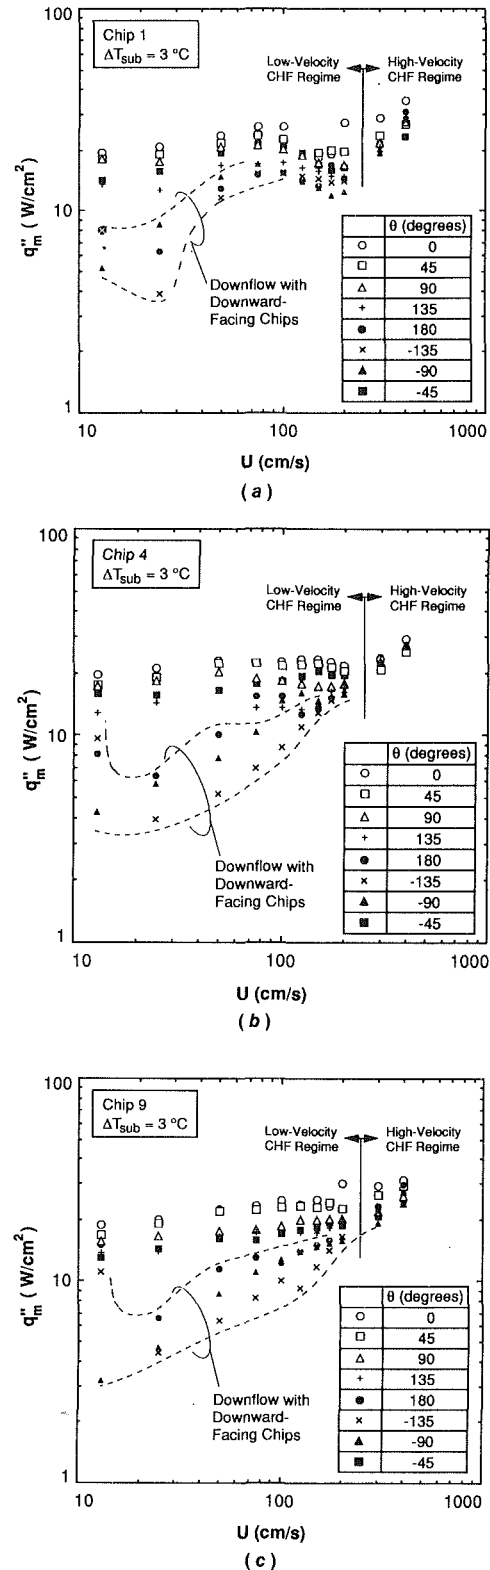 100
Chip 1
ΔTsub = 3 °C
Low-Velocity CHF Regime
High-Velocity CHF Regime
q"m ( W/cm²)
10
Downflow with
Downward-
Facing Chips
θ (degrees)
0
45
90
135
180
-135
-90
-45
1
10
100
1000
U (cm/s)
( a )
100
Chip 4
ΔTsub = 3 °C
Low-Velocity CHF Regime
High-Velocity CHF Regime
q"m ( W/cm²)
10
Downflow with
Downward-
Facing Chips
θ (degrees)
0
45
90
135
180
-135
-90
-45
1
10
100
1000
U (cm/s)
( b )
100
Chip 9
ΔTsub = 3 °C
Low-Velocity CHF Regime
High-Velocity CHF Regime
q"m ( W/cm²)
10
Downflow with
Downward-
Facing Chips
θ (degrees)
0
45
90
135
180
-135
-90
-45
1
10
100
1000
U (cm/s)
( c )